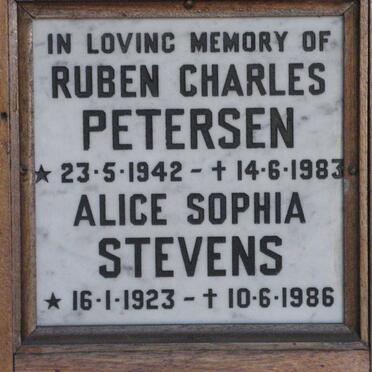 IN LOVING MEMORY OF
RUBEN CHARLES
PETERSEN
★ 23·5·1942 - ✝ 14·6·1983
ALICE SOPHIA
STEVENS
★ 16·1·1923 - ✝ 10·6·1986